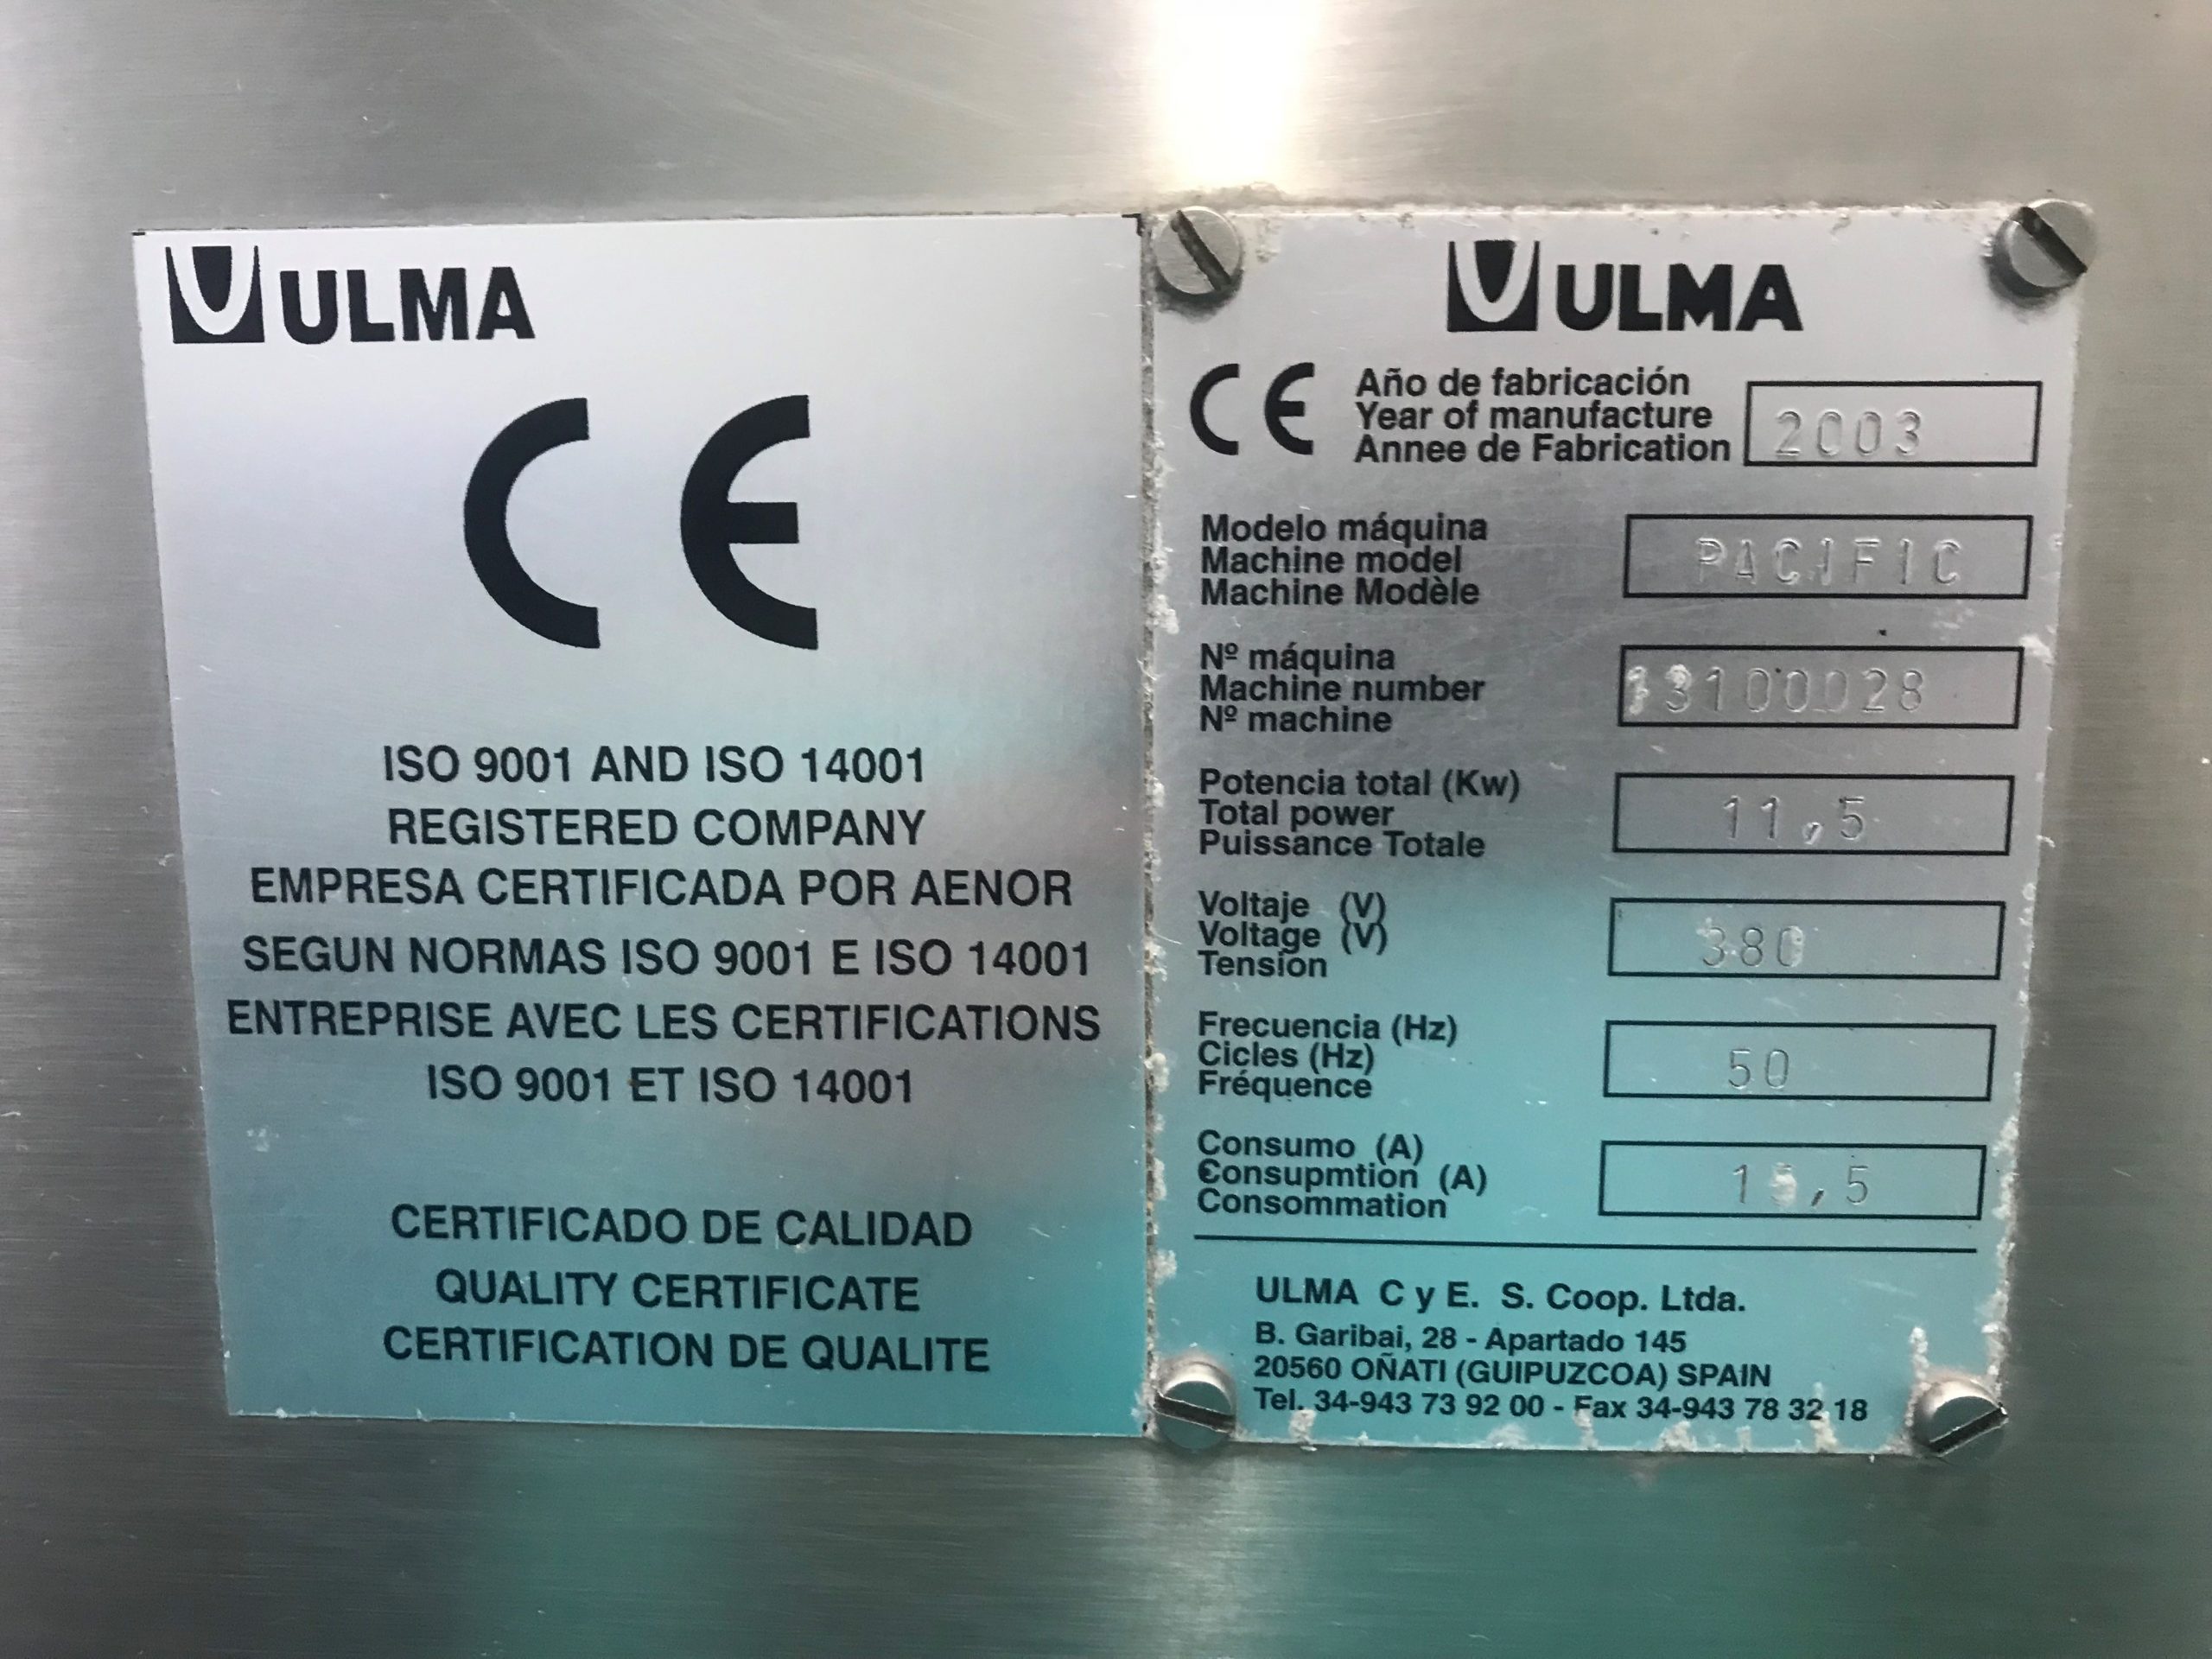 ULMA
CE
ISO 9001 AND ISO 14001
REGISTERED COMPANY
EMPRESA CERTIFICADA POR AENOR
SEGUN NORMAS ISO 9001 E ISO 14001
ENTREPRISE AVEC LES CERTIFICATIONS
ISO 9001 ET ISO 14001
CERTIFICADO DE CALIDAD
QUALITY CERTIFICATE
CERTIFICATION DE QUALITE
ULMA
CE
Año de fabricación
Year of manufacture
Annee de Fabrication
2003
Modelo máquina
Machine model
Machine Modèle
PACIFIC
Nº máquina
Machine number
Nº machine
Potencia total (Kw)
Total power
Puissance Totale
11,5
Voltaje (V)
Voltage (V)
Tension
380
Frecuencia (Hz)
Cicles (Hz)
Fréquence
50
Consumo (A)
Consupmtion (A)
Consommation
ULMA C y E. S. Coop. Ltda.
B. Garibai, 28 - Apartado 145
20560 OÑATI (GUIPUZCOA) SPAIN
Tel. 34-943 73 92 00 - Fax 34-943 78 32 18